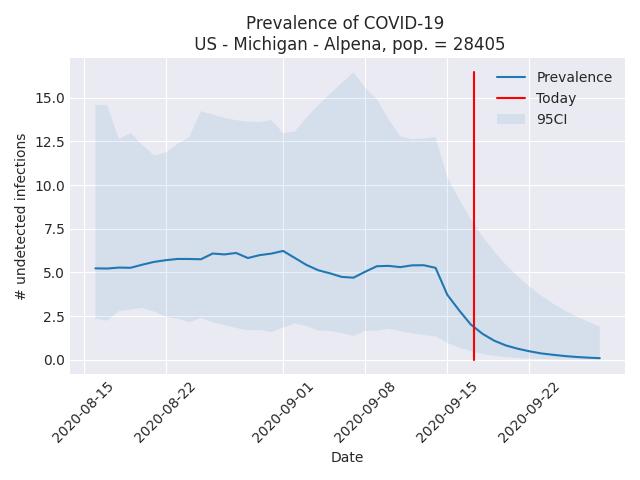 Prevalence of COVID-19
US - Michigan - Alpena, pop. = 28405
Prevalence
Today
95CI
# undetected infections
15.0
12.5
10.0
7.5
5.0
2.5
0.0
2020-08-15
2020-08-22
2020-09-01
2020-09-08
2020-09-15
2020-09-22
Date